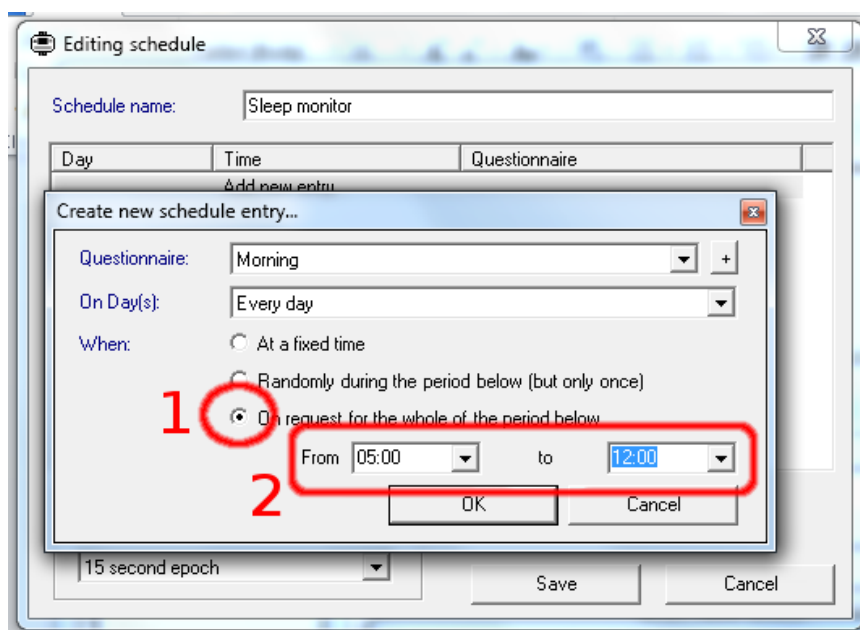 Editing schedule
Schedule name: Sleep monitor
Day Time Questionnaire
Add new entry
Create new schedule entry...
Questionnaire: Morning +
On Day(s): Every day
When: At a fixed time
Randomly during the period below (but only once)
1 On request for the whole of the period below
From 05:00 to 12:00
2 OK Cancel
15 second epoch
Save Cancel